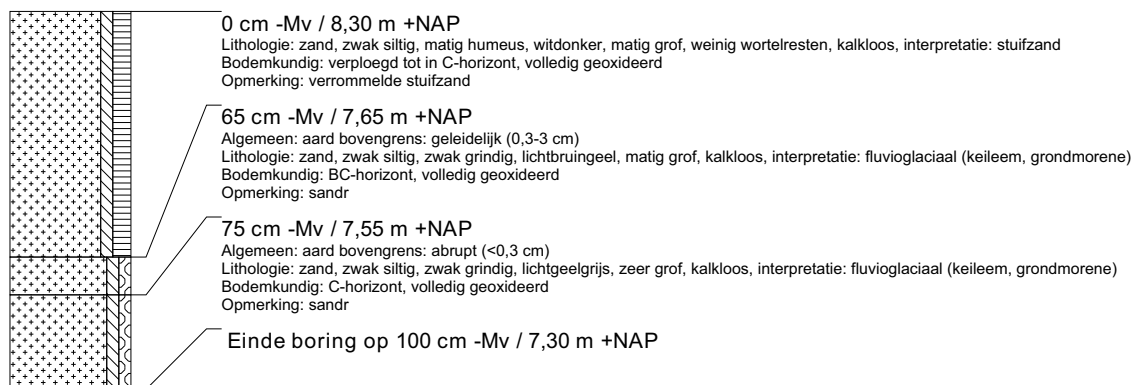 0 cm -Mv / 8,30 m +NAP
Lithologie: zand, zwak siltig, matig humeus, witdonker, matig grof, weinig wortelresten, kalkloos, interpretatie: stuifzand
Bodemkundig: verploegd tot in C-horizont, volledig geoxideerd
Opmerking: verrommelde stuifzand
65 cm -Mv / 7,65 m +NAP
Algemeen: aard bovengrens: geleidelijk (0,3-3 cm)
Lithologie: zand, zwak siltig, zwak grindig, lichtbruingeel, matig grof, kalkloos, interpretatie: fluvioglaciaal (keileem, grondmorene)
Bodemkundig: BC-horizont, volledig geoxideerd
Opmerking: sandr
75 cm -Mv / 7,55 m +NAP
Algemeen: aard bovengrens: abrupt (<0,3 cm)
Lithologie: zand, zwak siltig, zwak grindig, lichtgeelgrijs, zeer grof, kalkloos, interpretatie: fluvioglaciaal (keileem, grondmorene)
Bodemkundig: C-horizont, volledig geoxideerd
Opmerking: sandr
Einde boring op 100 cm -Mv / 7,30 m +NAP